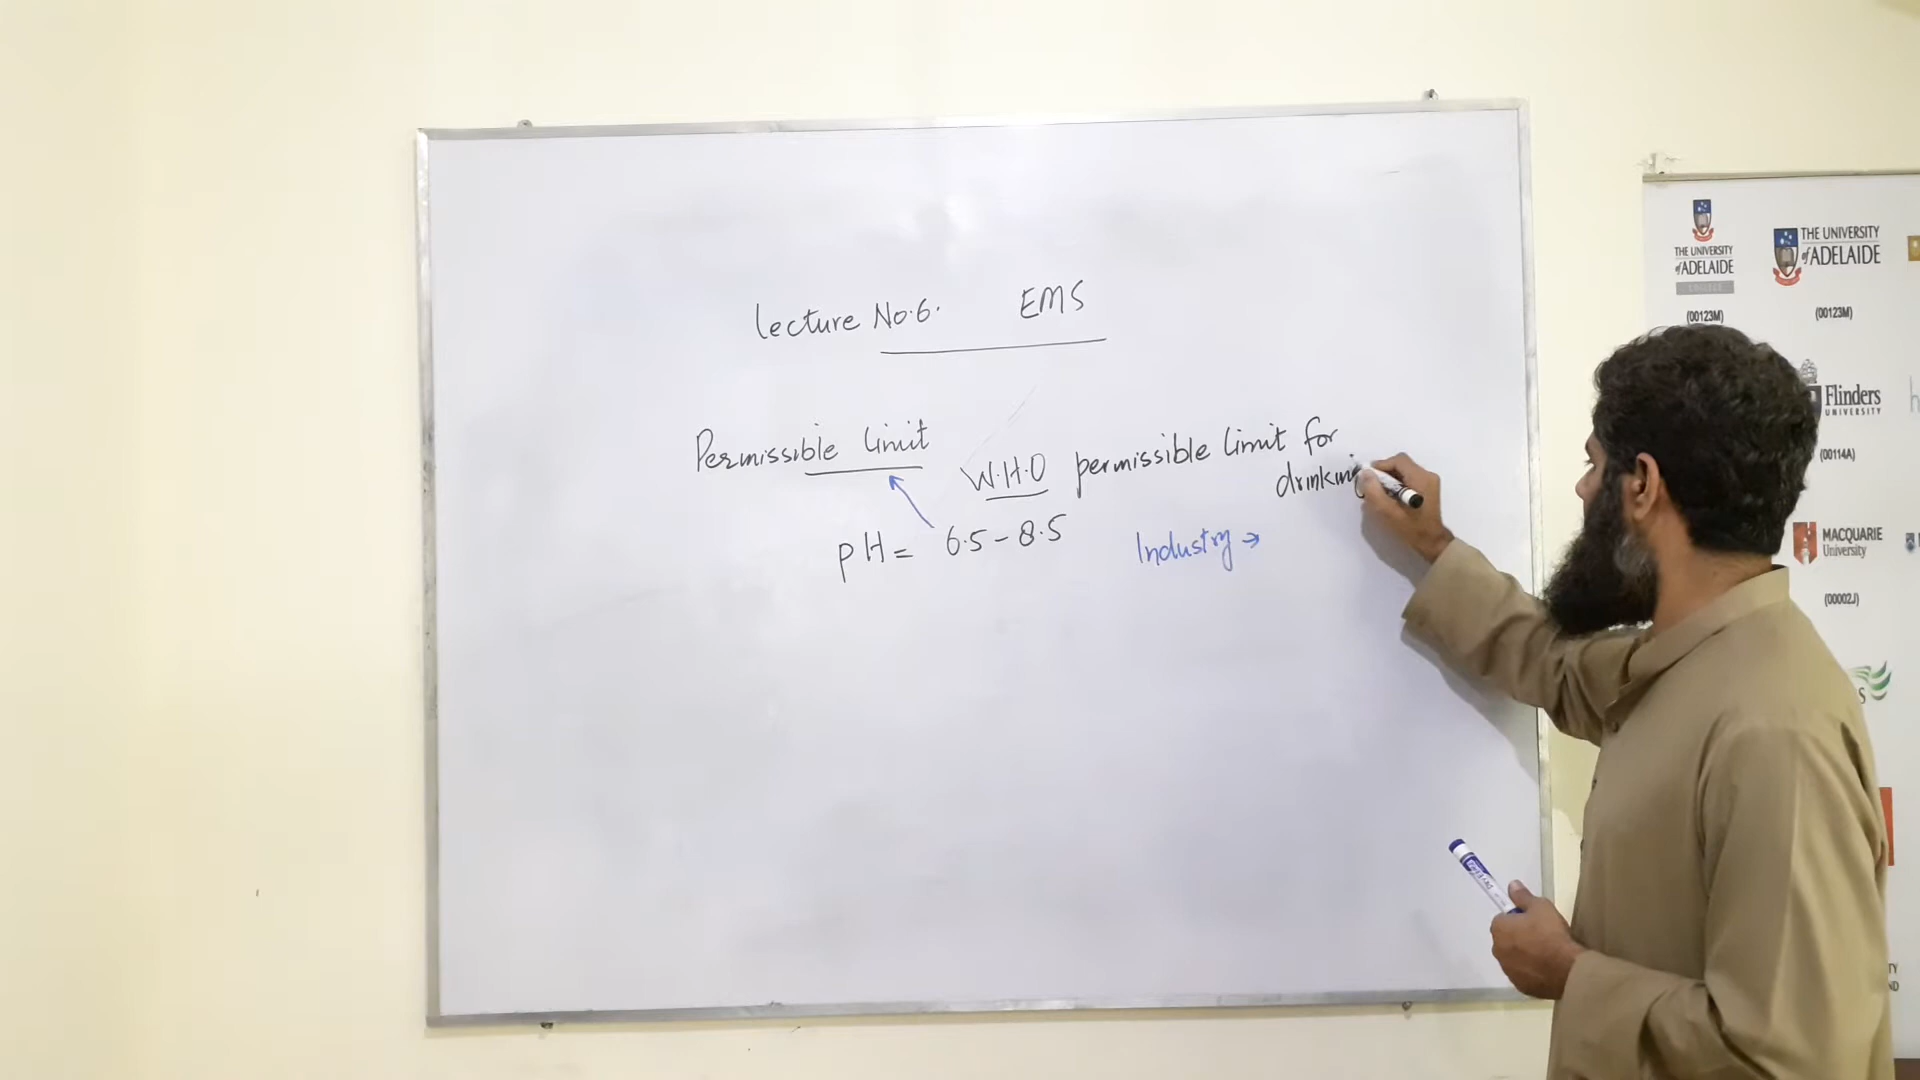 Lecture No.6. EMS
Permissible Limit
W.H.O permissible limit for
drinking
pH = 6.5 - 8.5
Industry →
THE UNIVERSITY
of ADELAIDE
COLLEGE
(00123M)
THE UNIVERSITY
of ADELAIDE
(00123M)
Flinders
UNIVERSITY
(00114A)
MACQUARIE
University
(00002J)